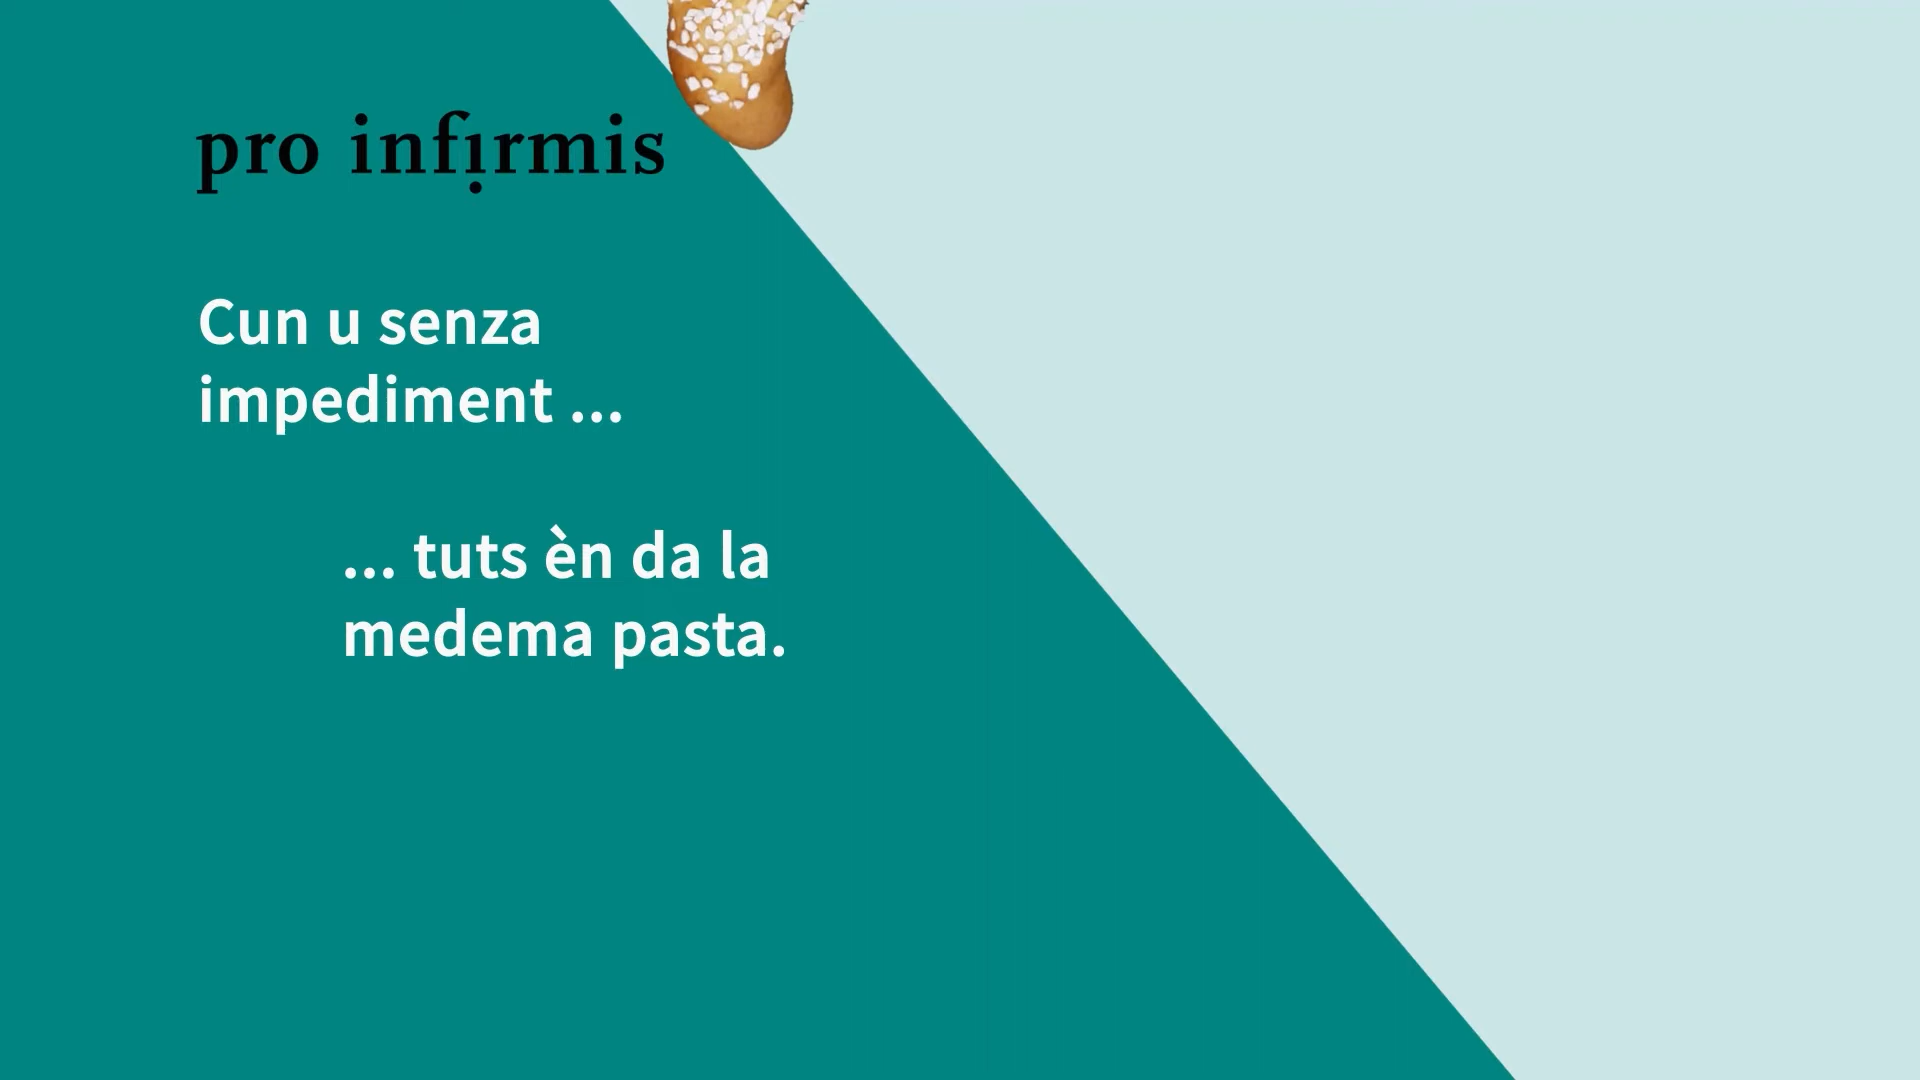 pro infirmis
Cun u senza
impediment ...
... tuts èn da la
medema pasta.